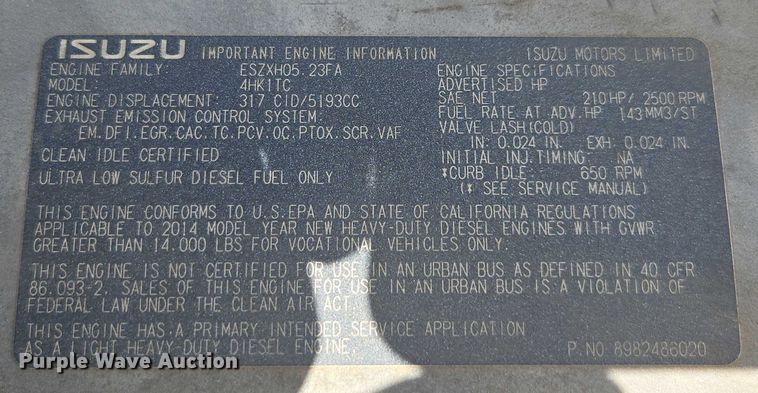 ISUZU IMPORTANT ENGINE INFORMATION ISUZU MOTORS LIMITED
ENGINE FAMILY: ESZXH05.23FA
MODEL: 4HK1TC
ENGINE DISPLACEMENT: 317 CID/5193CC
EXHAUST EMISSION CONTROL SYSTEM:
EM.DFI.EGR.CAC.TC.PCV.OC.PTOX.SCR.VAF
CLEAN IDLE CERTIFIED
ULTRA LOW SULFUR DIESEL FUEL ONLY
ENGINE SPECIFICATIONS
ADVERTISED HP
SAE NET 210HP/2500RPM
FUEL RATE AT ADV.HP 143MM3/ST
VALVE LASH(COLD)
IN: 0.024 IN. EXH: 0.024 IN.
INITIAL INJ.TIMING: NA
*CURB IDLE: 650 RPM
(* SEE SERVICE MANUAL)
THIS ENGINE CONFORMS TO U.S.EPA AND STATE OF CALIFORNIA REGULATIONS
APPLICABLE TO 2014 MODEL YEAR NEW HEAVY-DUTY DIESEL ENGINES WITH GVWR
GREATER THAN 14.000 LBS FOR VOCATIONAL VEHICLES ONLY.
THIS ENGINE IS NOT CERTIFIED FOR USE IN AN URBAN BUS AS DEFINED IN 40 CFR
86.093-2. SALES OF THIS ENGINE FOR USE IN AN URBAN BUS IS A VIOLATION OF
FEDERAL LAW UNDER THE CLEAN AIR ACT.
THIS ENGINE HAS A PRIMARY INTENDED SERVICE APPLICATION
AS A LIGHT HEAVY-DUTY DIESEL ENGINE. P.NO 8982486020
Purple Wave Auction